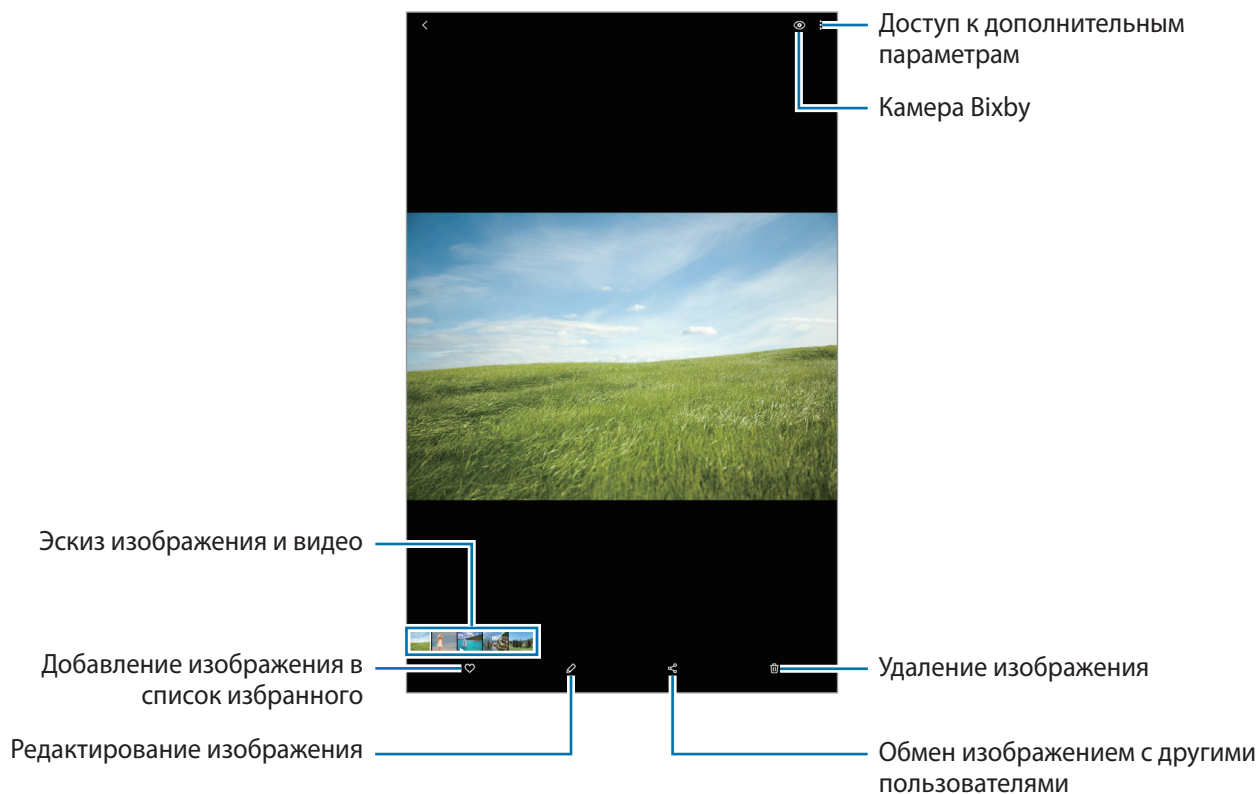 Доступ к дополнительным
параметрам
Камера Bixby
Эскиз изображения и видео
Добавление изображения в
список избранного
Удаление изображения
Редактирование изображения
Обмен изображением с другими
пользователями